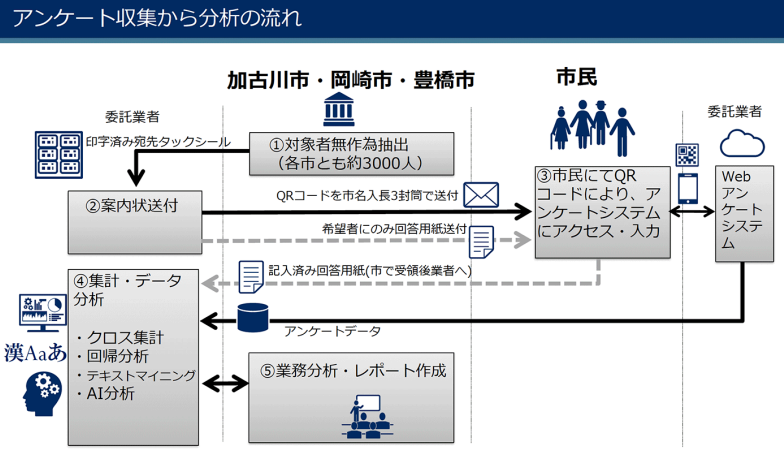 アンケート収集から分析の流れ
加古川市・岡崎市・豊橋市
市民
委託業者
委託業者
印字済み宛先タックシール
①対象者無作為抽出
(各市とも約3000人)
②案内状送付
QRコードを市名入長3封筒で送付
③市民にてQR
コードにより、ア
ンケートシステム
にアクセス・入力
Web
アン
ケート
システ
ム
希望者にのみ回答用紙送付
記入済み回答用紙(市で受領後業者へ)
④集計・データ
分析
・クロス集計
・回帰分析
・テキストマイニング
・AI分析
アンケートデータ
漢Aaあ
⑤業務分析・レポート作成